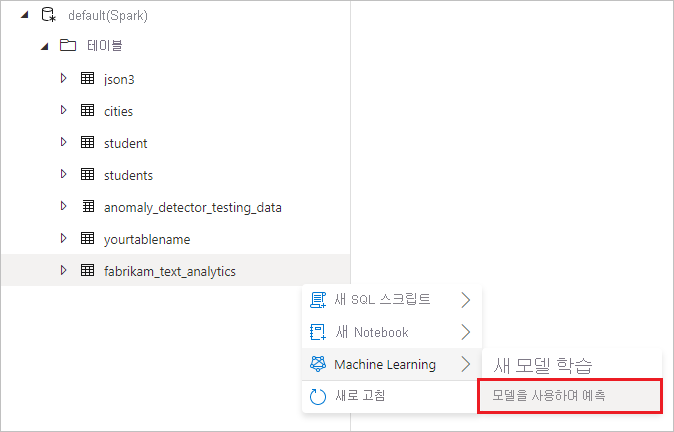 default(Spark)
테이블
json3
cities
student
students
anomaly_detector_testing_data
yourtablename
fabrikam_text_analytics
새 SQL 스크립트
새 Notebook
Machine Learning
새 모델 학습
새로 고침
모델을 사용하여 예측